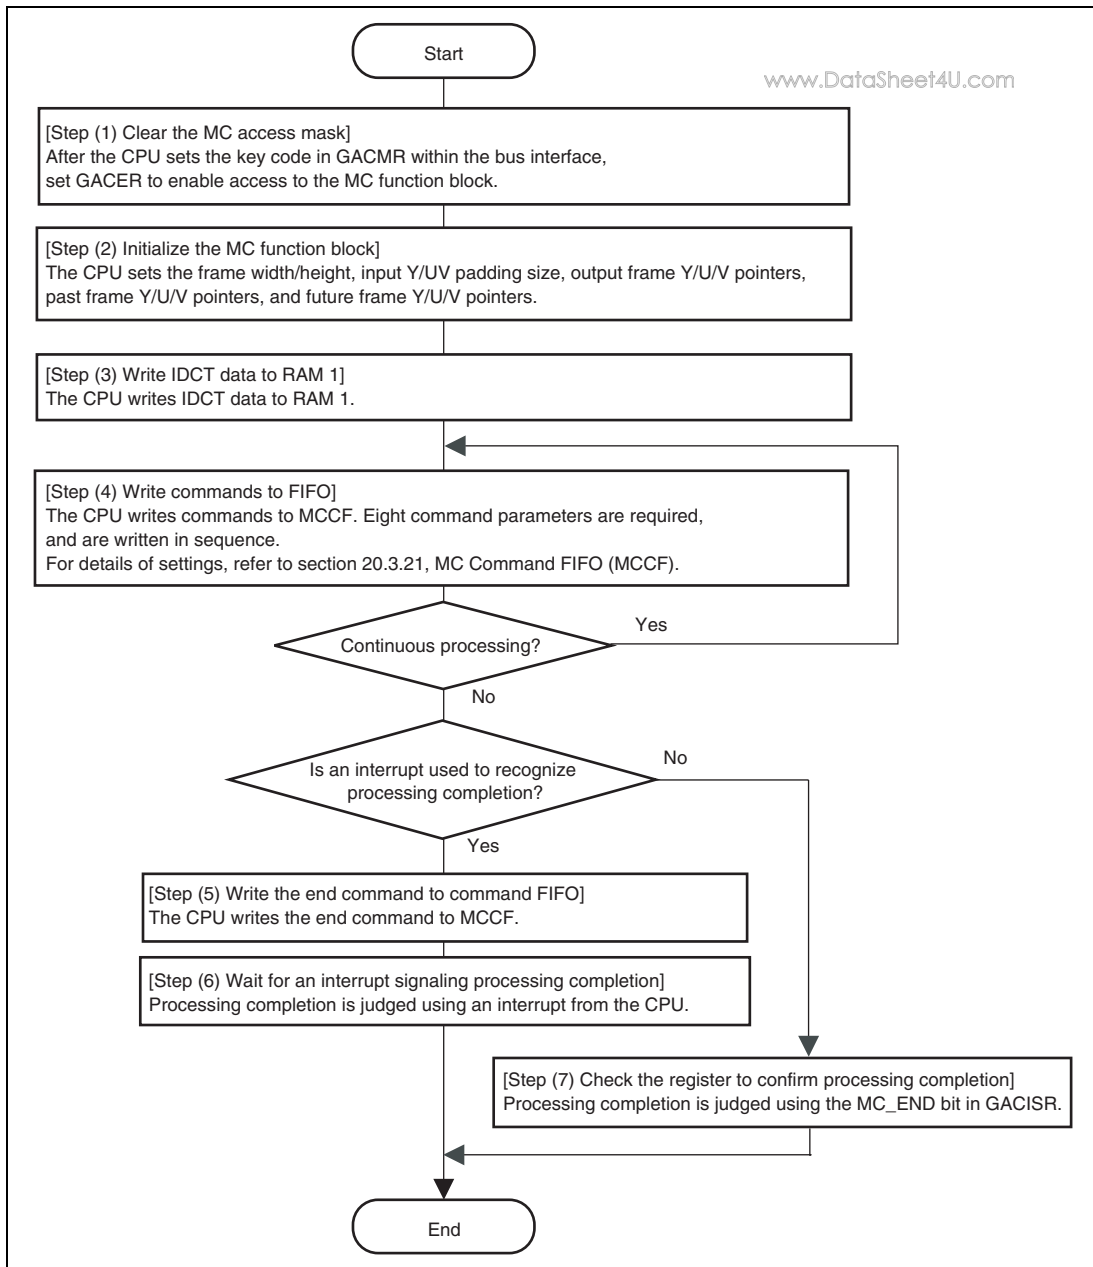 Start
www.DataSheet4U.com
[Step (1) Clear the MC access mask]
After the CPU sets the key code in GACMR within the bus interface,
set GACER to enable access to the MC function block.
[Step (2) Initialize the MC function block]
The CPU sets the frame width/height, input Y/UV padding size, output frame Y/U/V pointers,
past frame Y/U/V pointers, and future frame Y/U/V pointers.
[Step (3) Write IDCT data to RAM 1]
The CPU writes IDCT data to RAM 1.
[Step (4) Write commands to FIFO]
The CPU writes commands to MCCF. Eight command parameters are required,
and are written in sequence.
For details of settings, refer to section 20.3.21, MC Command FIFO (MCCF).
Continuous processing?
Yes
No
Is an interrupt used to recognize
processing completion?
No
Yes
[Step (5) Write the end command to command FIFO]
The CPU writes the end command to MCCF.
[Step (6) Wait for an interrupt signaling processing completion]
Processing completion is judged using an interrupt from the CPU.
[Step (7) Check the register to confirm processing completion]
Processing completion is judged using the MC_END bit in GACISR.
End